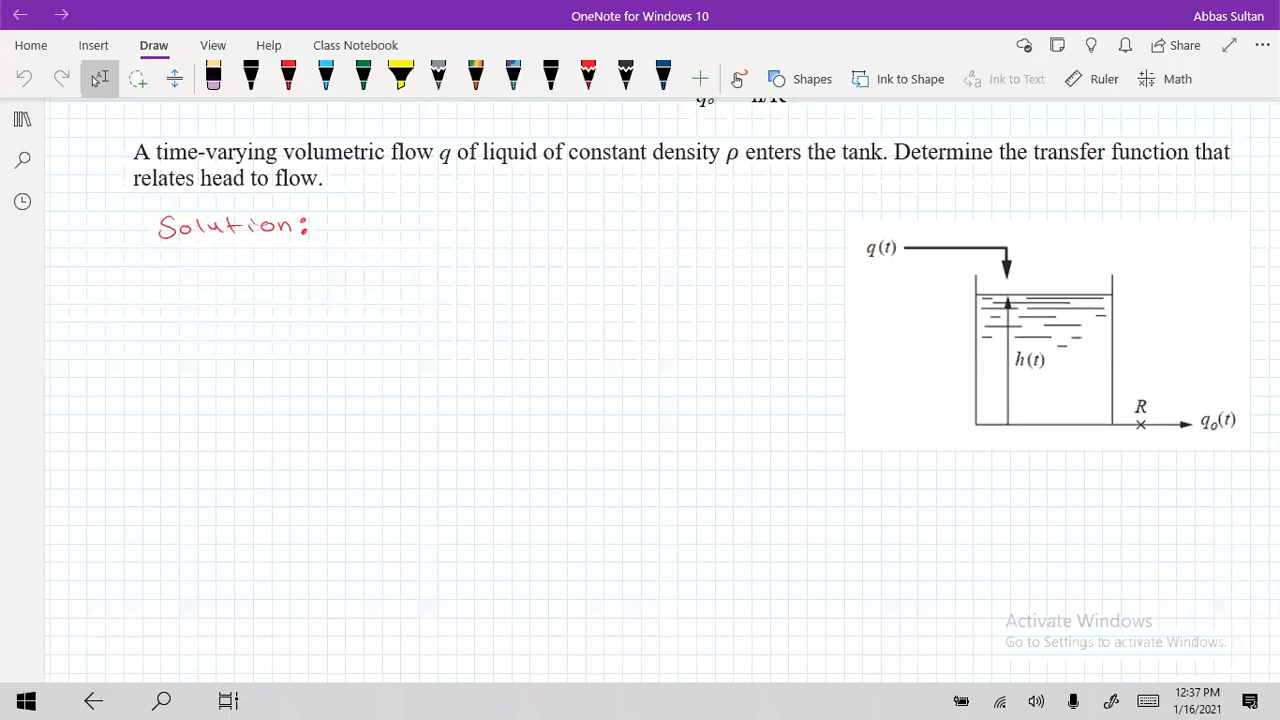 OneNote for Windows 10
Abbas Sultan
Home Insert Draw View Help Class Notebook Share
Shapes Ink to Shape Ink to Text Ruler Math
A time-varying volumetric flow q of liquid of constant density ρ enters the tank. Determine the transfer function that
relates head to flow.
Solution:
q(t)
h(t)
R
qo(t)
Activate Windows
Go to Settings to activate Windows.
12:37 PM
1/16/2021